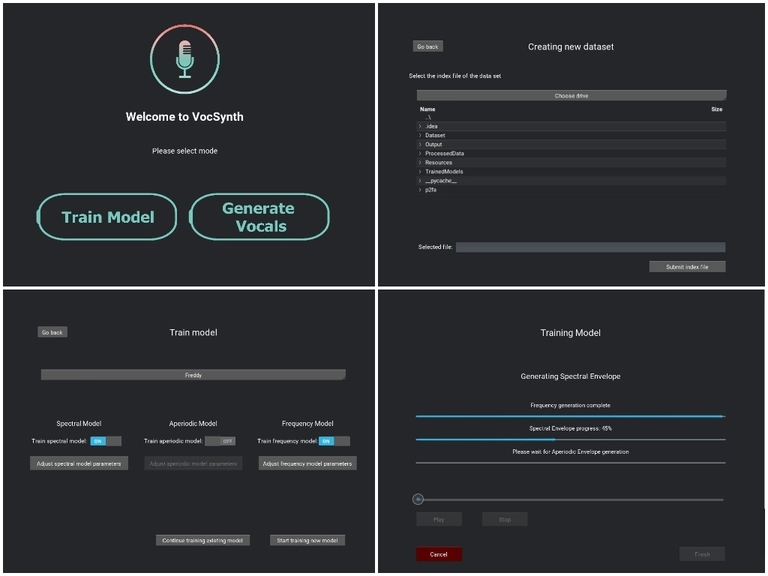 Welcome to VocSynth
Please select mode
Train Model
Generate
Vocals
Go back
Creating new dataset
Select the index file of the data set
Choose drive
Name Size
..\
.idea
Dataset
Output
ProcessedData
Resources
TrainedModels
__pycache__
p2fa
Selected file:
Submit index file
Go back
Train model
Freddy
Spectral Model Aperiodic Model Frequency Model
Train spectral model: ON Train aperiodic model: OFF Train frequency model: ON
Adjust spectral model parameters Adjust aperiodic model parameters Adjust frequency model parameters
Continue training existing model Start training new model
Training Model
Generating Spectral Envelope
Frequency generation complete
Spectral Envelope progress: 45%
Please wait for Aperiodic Envelope generation
Play Stop
Cancel Finish